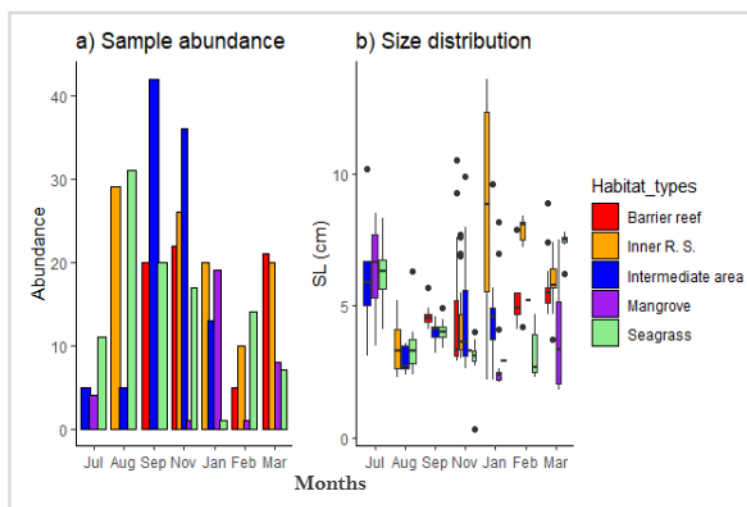 a) Sample abundance
b) Size distribution
40
30
20
10
0
Abundance
Jul Aug Sep Nov Jan Feb Mar
10
5
0
SL (cm)
Jul Aug Sep Nov Jan Feb Mar
Months
Habitat_types
Barrier reef
Inner R. S.
Intermediate area
Mangrove
Seagrass